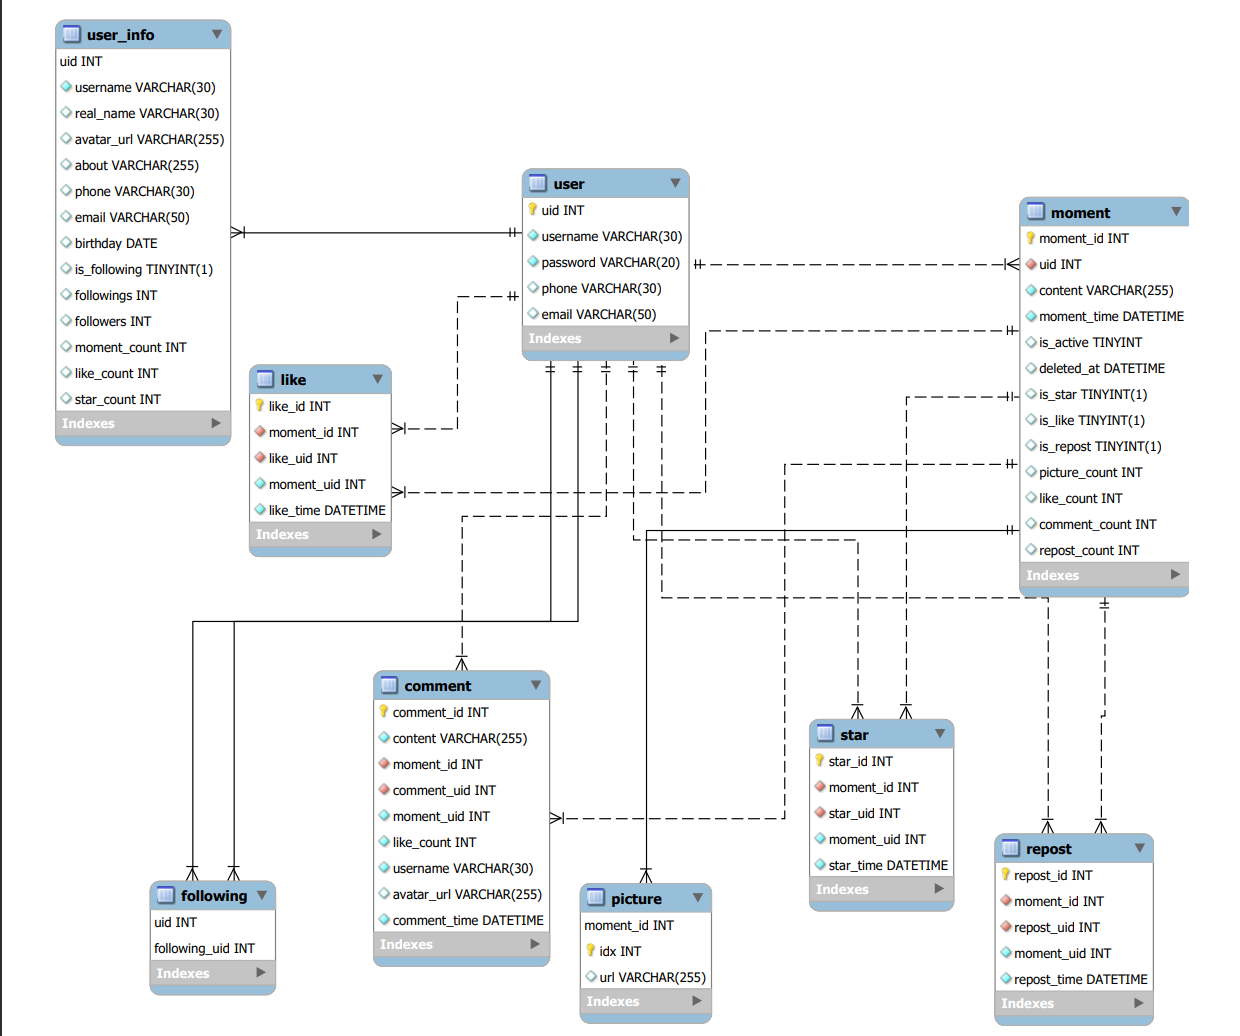 user_info
uid INT
username VARCHAR(30)
real_name VARCHAR(30)
avatar_url VARCHAR(255)
about VARCHAR(255)
phone VARCHAR(30)
email VARCHAR(50)
birthday DATE
is_following TINYINT(1)
followings INT
followers INT
moment_count INT
like_count INT
star_count INT
Indexes
user
uid INT
username VARCHAR(30)
password VARCHAR(20)
phone VARCHAR(30)
email VARCHAR(50)
Indexes
moment
moment_id INT
uid INT
content VARCHAR(255)
moment_time DATETIME
is_active TINYINT
deleted_at DATETIME
is_star TINYINT(1)
is_like TINYINT(1)
is_repost TINYINT(1)
picture_count INT
like_count INT
comment_count INT
repost_count INT
Indexes
like
like_id INT
moment_id INT
like_uid INT
moment_uid INT
like_time DATETIME
Indexes
comment
comment_id INT
content VARCHAR(255)
moment_id INT
comment_uid INT
moment_uid INT
like_count INT
username VARCHAR(30)
avatar_url VARCHAR(255)
comment_time DATETIME
Indexes
star
star_id INT
moment_id INT
star_uid INT
moment_uid INT
star_time DATETIME
Indexes
following
uid INT
following_uid INT
Indexes
picture
moment_id INT
idx INT
url VARCHAR(255)
Indexes
repost
repost_id INT
moment_id INT
repost_uid INT
moment_uid INT
repost_time DATETIME
Indexes